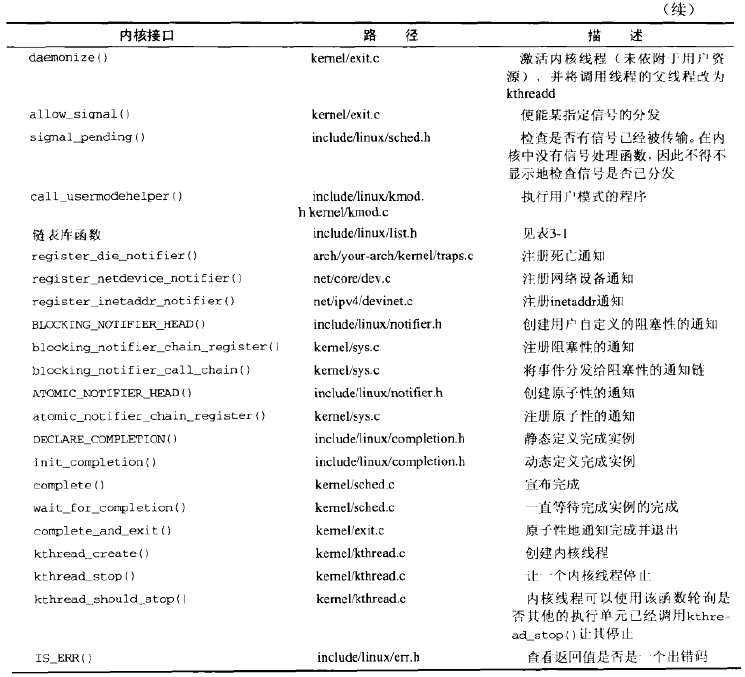 （续）
内核接口 路 径 描 述
daemonize() kernel/exit.c 激活内核线程（未依附于用户资
源），并将调用线程的父线程改为
kthreadd
allow_signal() kernel/exit.c 使能某指定信号的分发
signal_pending() include/linux/sched.h 检查是否有信号已经被传输。在内
核中没有信号处理函数，因此不得不
显示地检查信号是否已分发
call_usermodehelper() include/linux/kmod. 执行用户模式的程序
h kernel/kmod.c
链表库函数 include/linux/list.h 见表3-1
register_die_notifier() arch/your-arch/kernel/traps.c 注册死亡通知
register_netdevice_notifier() net/core/dev.c 注册网络设备通知
register_inetaddr_notifier() net/ipv4/devinet.c 注册inetaddr通知
BLOCKING_NOTIFIER_HEAD() include/linux/notifier.h 创建用户自定义的阻塞性的通知
blocking_notifier_chain_register() kernel/sys.c 注册阻塞性的通知
blocking_notifier_call_chain() kernel/sys.c 将事件分发给阻塞性的通知链
ATOMIC_NOTIFIER_HEAD() include/linux/notifier.h 创建原子性的通知
atomic_notifier_chain_register() kernel/sys.c 注册原子性的通知
DECLARE_COMPLETION() include/linux/completion.h 静态定义完成实例
init_completion() include/linux/completion.h 动态定义完成实例
complete() kernel/sched.c 宣布完成
wait_for_completion() kernel/sched.c 一直等待完成实例的完成
complete_and_exit() kernel/exit.c 原子性地通知完成并退出
kthread_create() kernel/kthread.c 创建内核线程
kthread_stop() kernel/kthread.c 让一个内核线程停止
kthread_should_stop() kernel/kthread.c 内核线程可以使用该函数轮询是
否其他的执行单元已经调用kthre-
ad_stop()让其停止
IS_ERR() include/linux/err.h 查看返回值是否是一个出错码